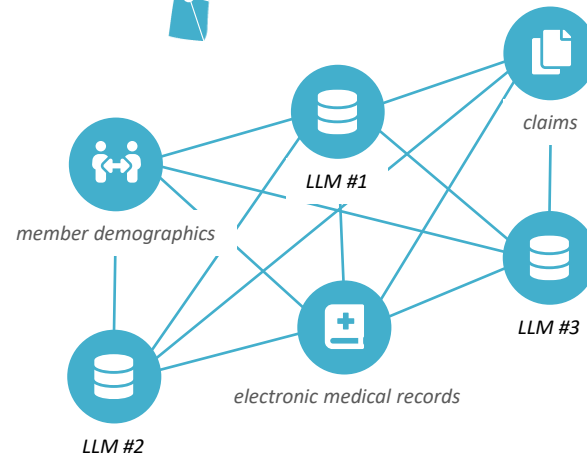 claims
LLM #1
member demographics
LLM #3
electronic medical records
LLM #2